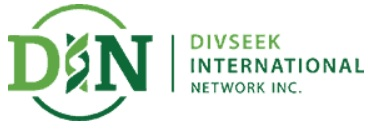 DSN
DIVSEEK
INTERNATIONAL
NETWORK INC.